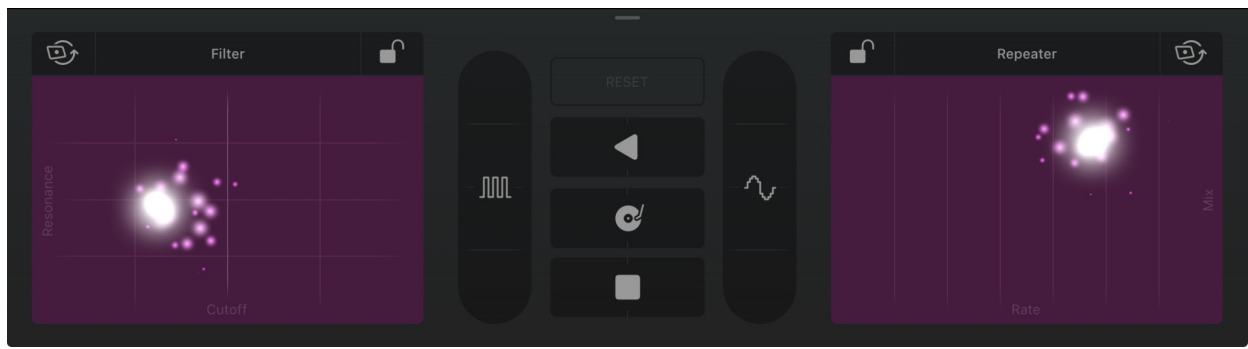 Filter
Resonance
Cutoff
RESET
Repeater
Mix
Rate